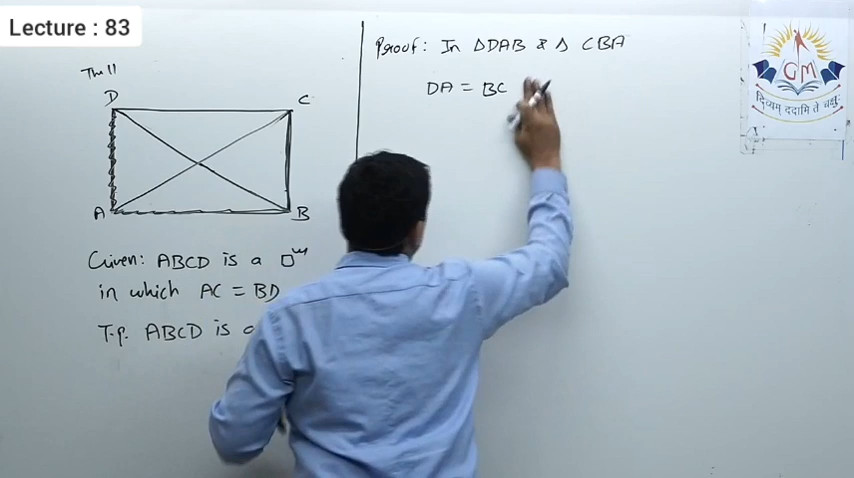 Lecture : 83
Thm 11
D
C
A
B
Given: ABCD is a □ᵐ
in which AC = BD
T.p. ABCD is a
Proof: In ΔDAB & Δ CBA
DA = BC
GM
दिव्यम् ददामि ते चक्षुः